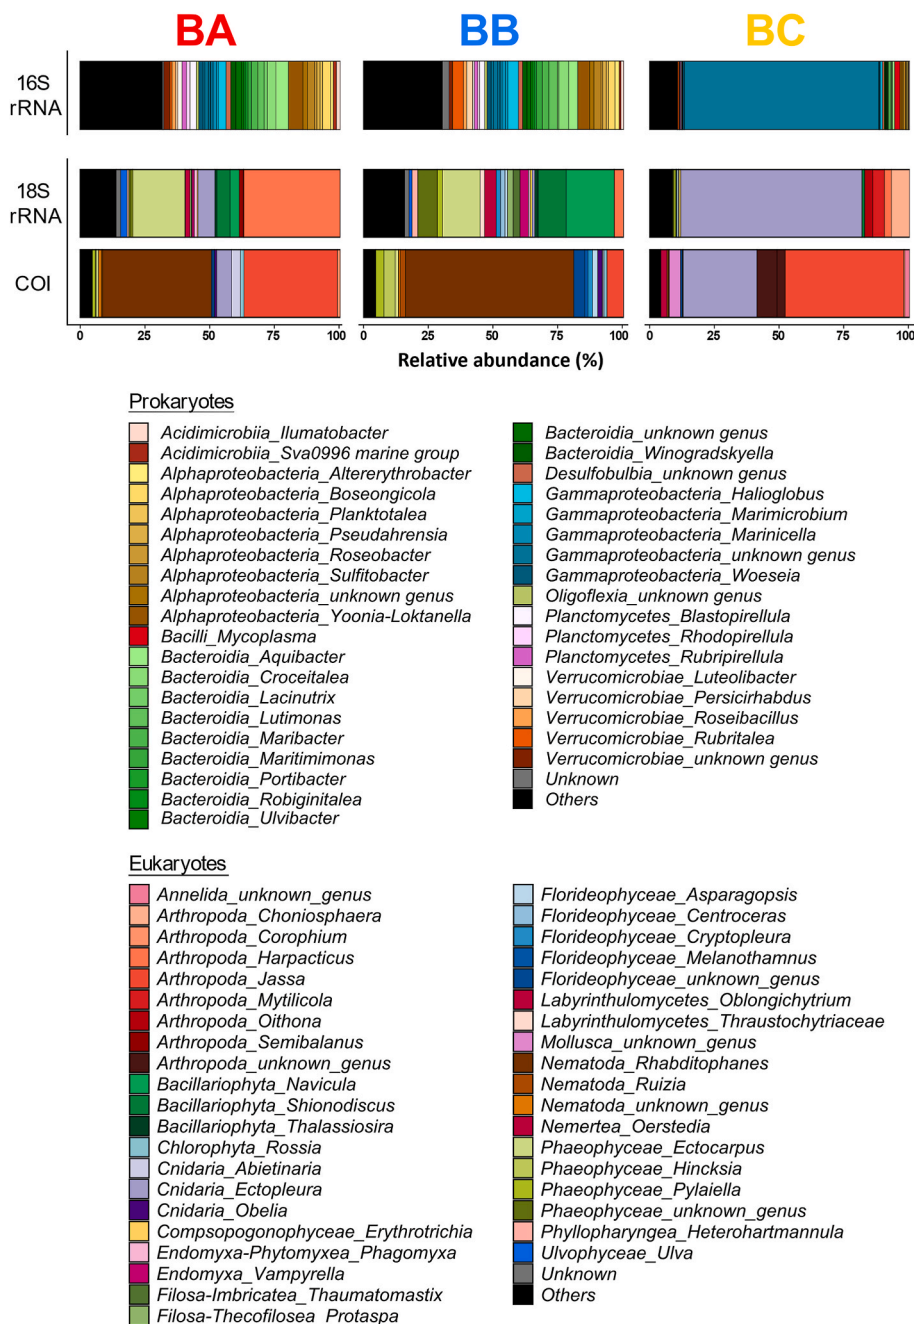 BA BB BC
16S
rRNA
18S
rRNA
COI
0 25 50 75 100 0 25 50 75 100 0 25 50 75 100
Relative abundance (%)
Prokaryotes
Acidimicrobiia_Ilumatobacter
Acidimicrobiia_Sva0996 marine group
Alphaproteobacteria_Altererythrobacter
Alphaproteobacteria_Boseongicola
Alphaproteobacteria_Planktotalea
Alphaproteobacteria_Pseudahrensia
Alphaproteobacteria_Roseobacter
Alphaproteobacteria_Sulfitobacter
Alphaproteobacteria_unknown genus
Alphaproteobacteria_Yoonia-Loktanella
Bacilli_Mycoplasma
Bacteroidia_Aquibacter
Bacteroidia_Croceitalea
Bacteroidia_Lacinutrix
Bacteroidia_Lutimonas
Bacteroidia_Maribacter
Bacteroidia_Maritimimonas
Bacteroidia_Portibacter
Bacteroidia_Robiginitalea
Bacteroidia_Ulvibacter
Bacteroidia_unknown genus
Bacteroidia_Winogradskyella
Desulfobulbia_unknown genus
Gammaproteobacteria_Halioglobus
Gammaproteobacteria_Marimicrobium
Gammaproteobacteria_Marinicella
Gammaproteobacteria_unknown genus
Gammaproteobacteria_Woeseia
Oligoflexia_unknown genus
Planctomycetes_Blastopirellula
Planctomycetes_Rhodopirellula
Planctomycetes_Rubripirellula
Verrucomicrobiae_Luteolibacter
Verrucomicrobiae_Persicirhabdus
Verrucomicrobiae_Roseibacillus
Verrucomicrobiae_Rubritalea
Verrucomicrobiae_unknown genus
Unknown
Others
Eukaryotes
Annelida_unknown_genus
Arthropoda_Choniosphaera
Arthropoda_Corophium
Arthropoda_Harpacticus
Arthropoda_Jassa
Arthropoda_Mytilicola
Arthropoda_Oithona
Arthropoda_Semibalanus
Arthropoda_unknown_genus
Bacillariophyta_Navicula
Bacillariophyta_Shionodiscus
Bacillariophyta_Thalassiosira
Chlorophyta_Rossia
Cnidaria_Abietinaria
Cnidaria_Ectopleura
Cnidaria_Obelia
Compsopogonophyceae_Erythrotrichia
Endomyxa-Phytomyxea_Phagomyxa
Endomyxa_Vampyrella
Filosa-Imbricatea_Thaumatomastix
Filosa-Thecofilosea_Protaspa
Florideophyceae_Asparagopsis
Florideophyceae_Centroceras
Florideophyceae_Cryptopleura
Florideophyceae_Melanothamnus
Florideophyceae_unknown_genus
Labyrinthulomycetes_Oblongichytrium
Labyrinthulomycetes_Thraustochytriaceae
Mollusca_unknown_genus
Nematoda_Rhabditophanes
Nematoda_Ruizia
Nematoda_unknown_genus
Nemertea_Oerstedia
Phaeophyceae_Ectocarpus
Phaeophyceae_Hincksia
Phaeophyceae_Pylaiella
Phaeophyceae_unknown_genus
Phyllopharyngea_Heterohartmannula
Ulvophyceae_Ulva
Unknown
Others